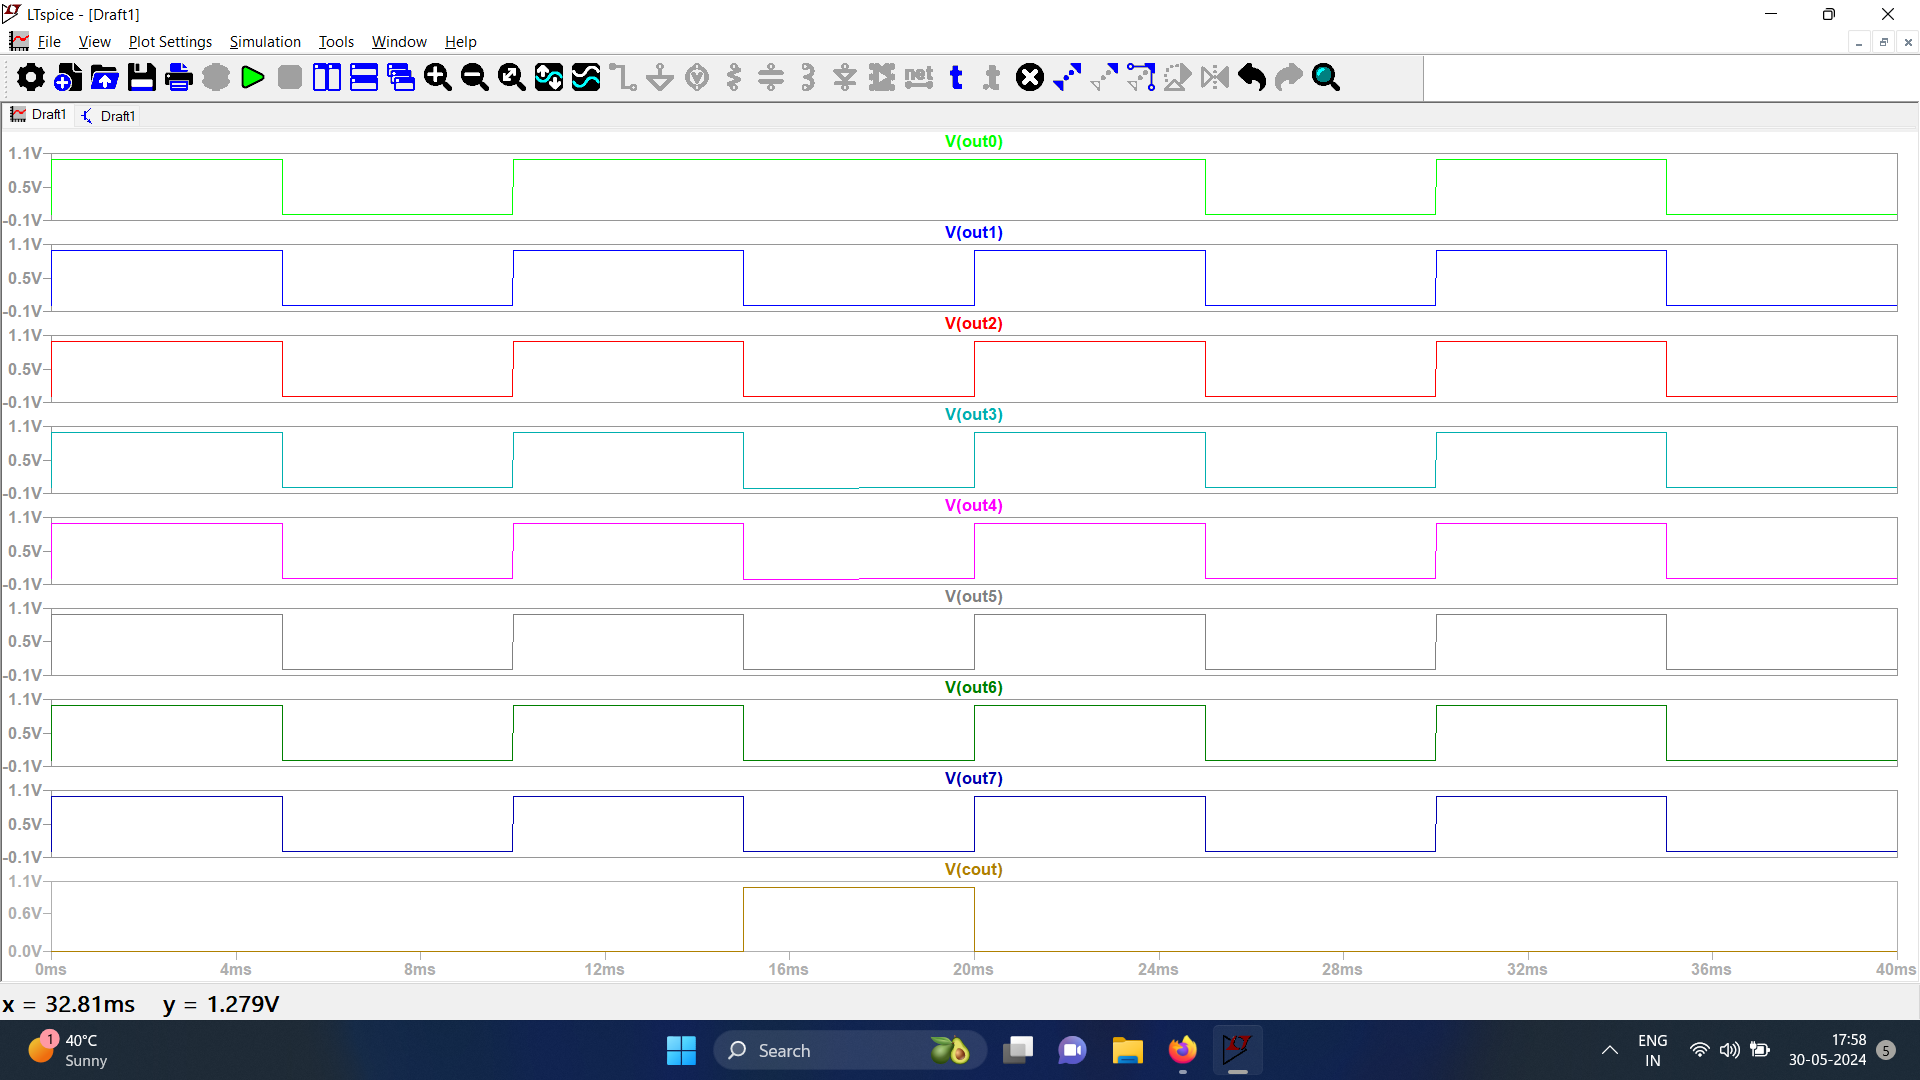 LTspice - [Draft1]
File View Plot Settings Simulation Tools Window Help
net t .t
Draft1 Draft1
V(out0)
1.1V
0.5V
-0.1V
V(out1)
1.1V
0.5V
-0.1V
V(out2)
1.1V
0.5V
-0.1V
V(out3)
1.1V
0.5V
-0.1V
V(out4)
1.1V
0.5V
-0.1V
V(out5)
1.1V
0.5V
-0.1V
V(out6)
1.1V
0.5V
-0.1V
V(out7)
1.1V
0.5V
-0.1V
V(cout)
1.1V
0.6V
0.0V
0ms 4ms 8ms 12ms 16ms 20ms 24ms 28ms 32ms 36ms 40ms
x = 32.81ms y = 1.279V
1 40°C
Sunny
Search
ENG
IN
17:58
30-05-2024
5